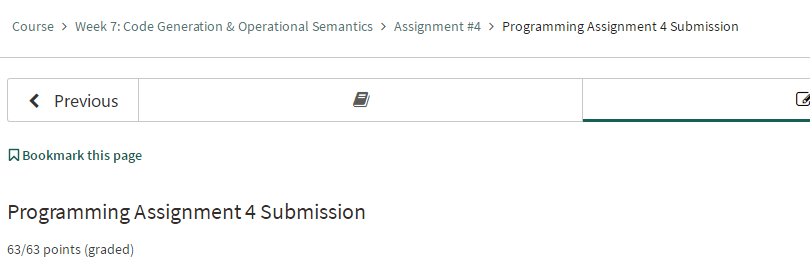 Course > Week 7: Code Generation & Operational Semantics > Assignment #4 > Programming Assignment 4 Submission
Previous
Bookmark this page
Programming Assignment 4 Submission
63/63 points (graded)